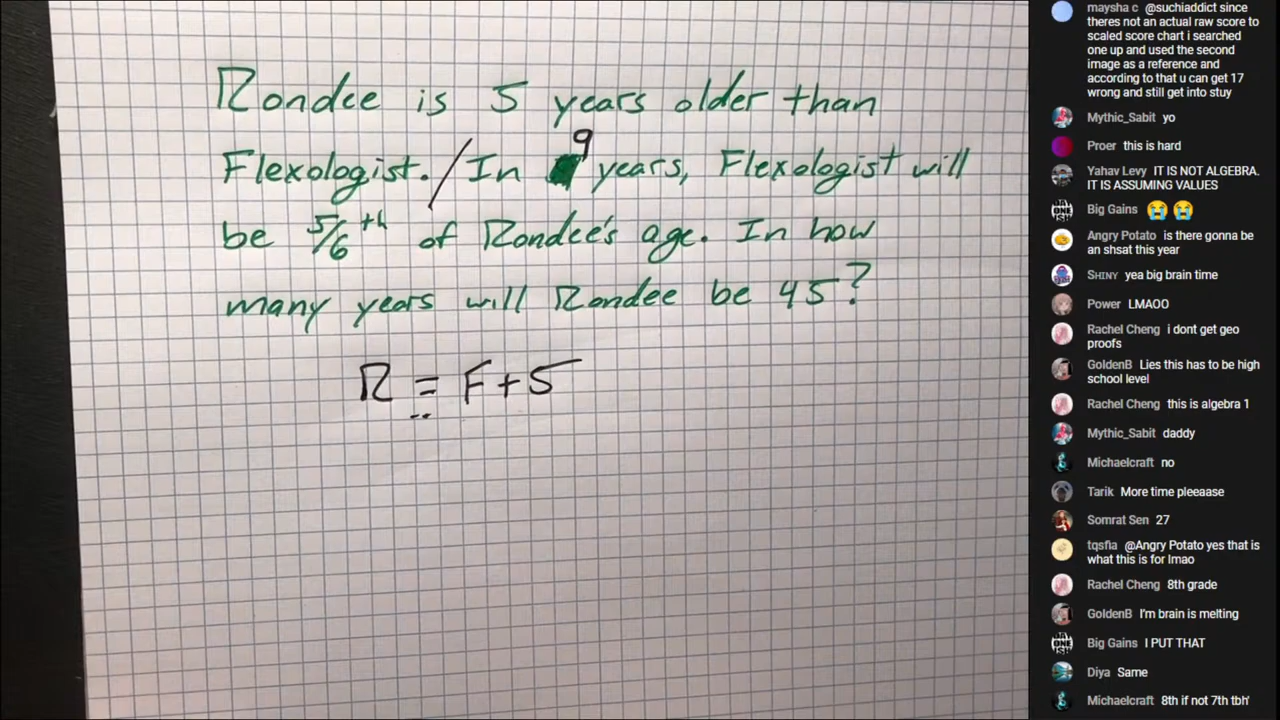 Rondee is 5 years older than
9
Flexologist. / In years, Flexologist will
be 5/6 th of Rondee's age. In how
many years will Rondee be 45?
R = F+5
maysha c @suchiaddict since
theres not an actual raw score to
scaled score chart i searched
one up and used the second
image as a reference and
according to that u can get 17
wrong and still get into stuy
Mythic_Sabit yo
Proer this is hard
Yahav Levy IT IS NOT ALGEBRA.
IT IS ASSUMING VALUES
Big Gains 😭 😭
Angry Potato is there gonna be
an shsat this year
SHINY yea big brain time
Power LMAOO
Rachel Cheng i dont get geo
proofs
GoldenB Lies this has to be high
school level
Rachel Cheng this is algebra 1
Mythic_Sabit daddy
Michaelcraft no
Tarik More time pleeaase
Somrat Sen 27
tqsfia @Angry Potato yes that is
what this is for lmao
Rachel Cheng 8th grade
GoldenB I'm brain is melting
Big Gains I PUT THAT
Diya Same
Michaelcraft 8th if not 7th tbh'